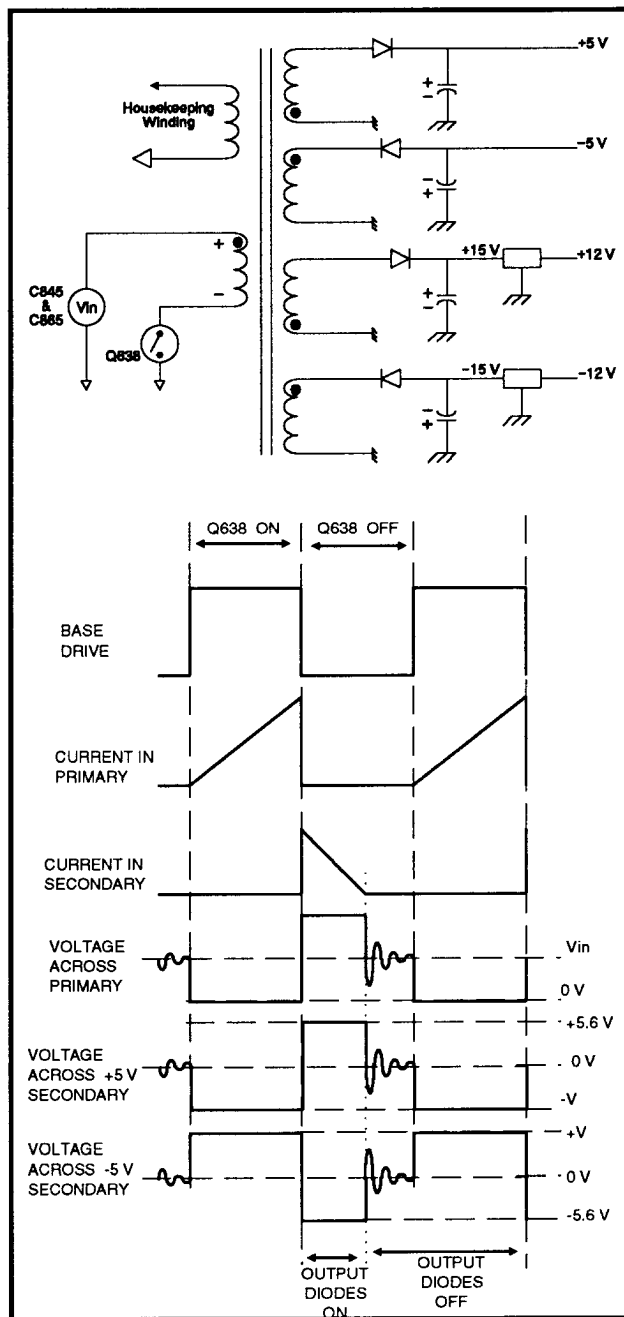 +5 V
Housekeeping
Winding
+
−
−5 V
−
+
+15 V
+12 V
+
−
C845
&
C865
Vin
+
−
Q638
−15 V
−12 V
−
+
Q638 ON
Q638 OFF
BASE
DRIVE
CURRENT IN
PRIMARY
CURRENT IN
SECONDARY
VOLTAGE
ACROSS
PRIMARY
Vin
0 V
VOLTAGE
ACROSS +5 V
SECONDARY
+5.6 V
0 V
-V
VOLTAGE
ACROSS -5 V
SECONDARY
+V
0 V
-5.6 V
OUTPUT
DIODES
ON
OUTPUT
DIODES
OFF